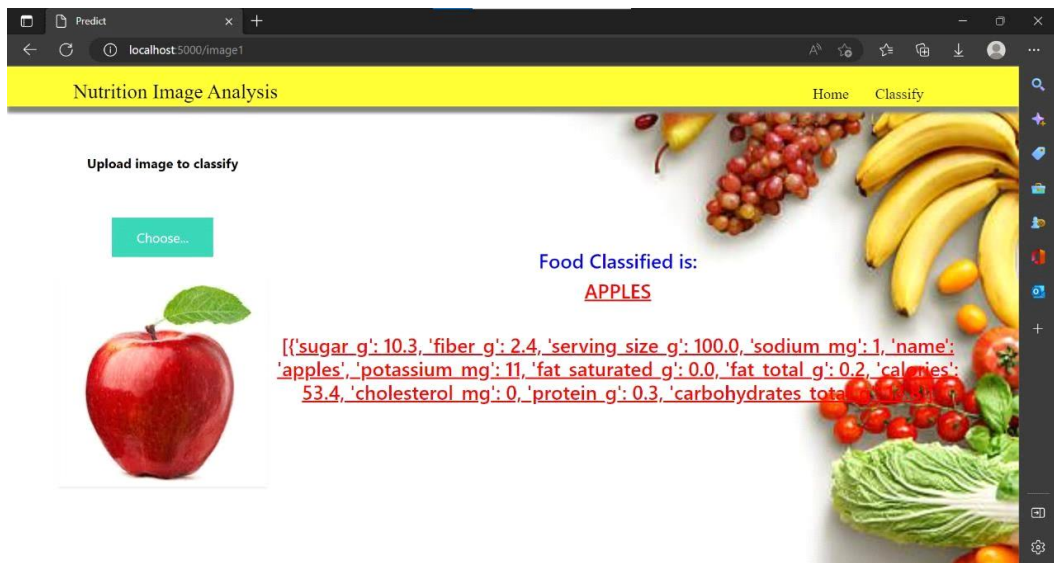 Predict
localhost:5000/image1
Nutrition Image Analysis
Home Classify
Upload image to classify
Choose...
Food Classified is:
APPLES
[{'sugar_g': 10.3, 'fiber_g': 2.4, 'serving_size_g': 100.0, 'sodium_mg': 1, 'name':
'apples', 'potassium_mg': 11, 'fat_saturated_g': 0.0, 'fat_total_g': 0.2, 'calories':
53.4, 'cholesterol_mg': 0, 'protein_g': 0.3, 'carbohydrates_total